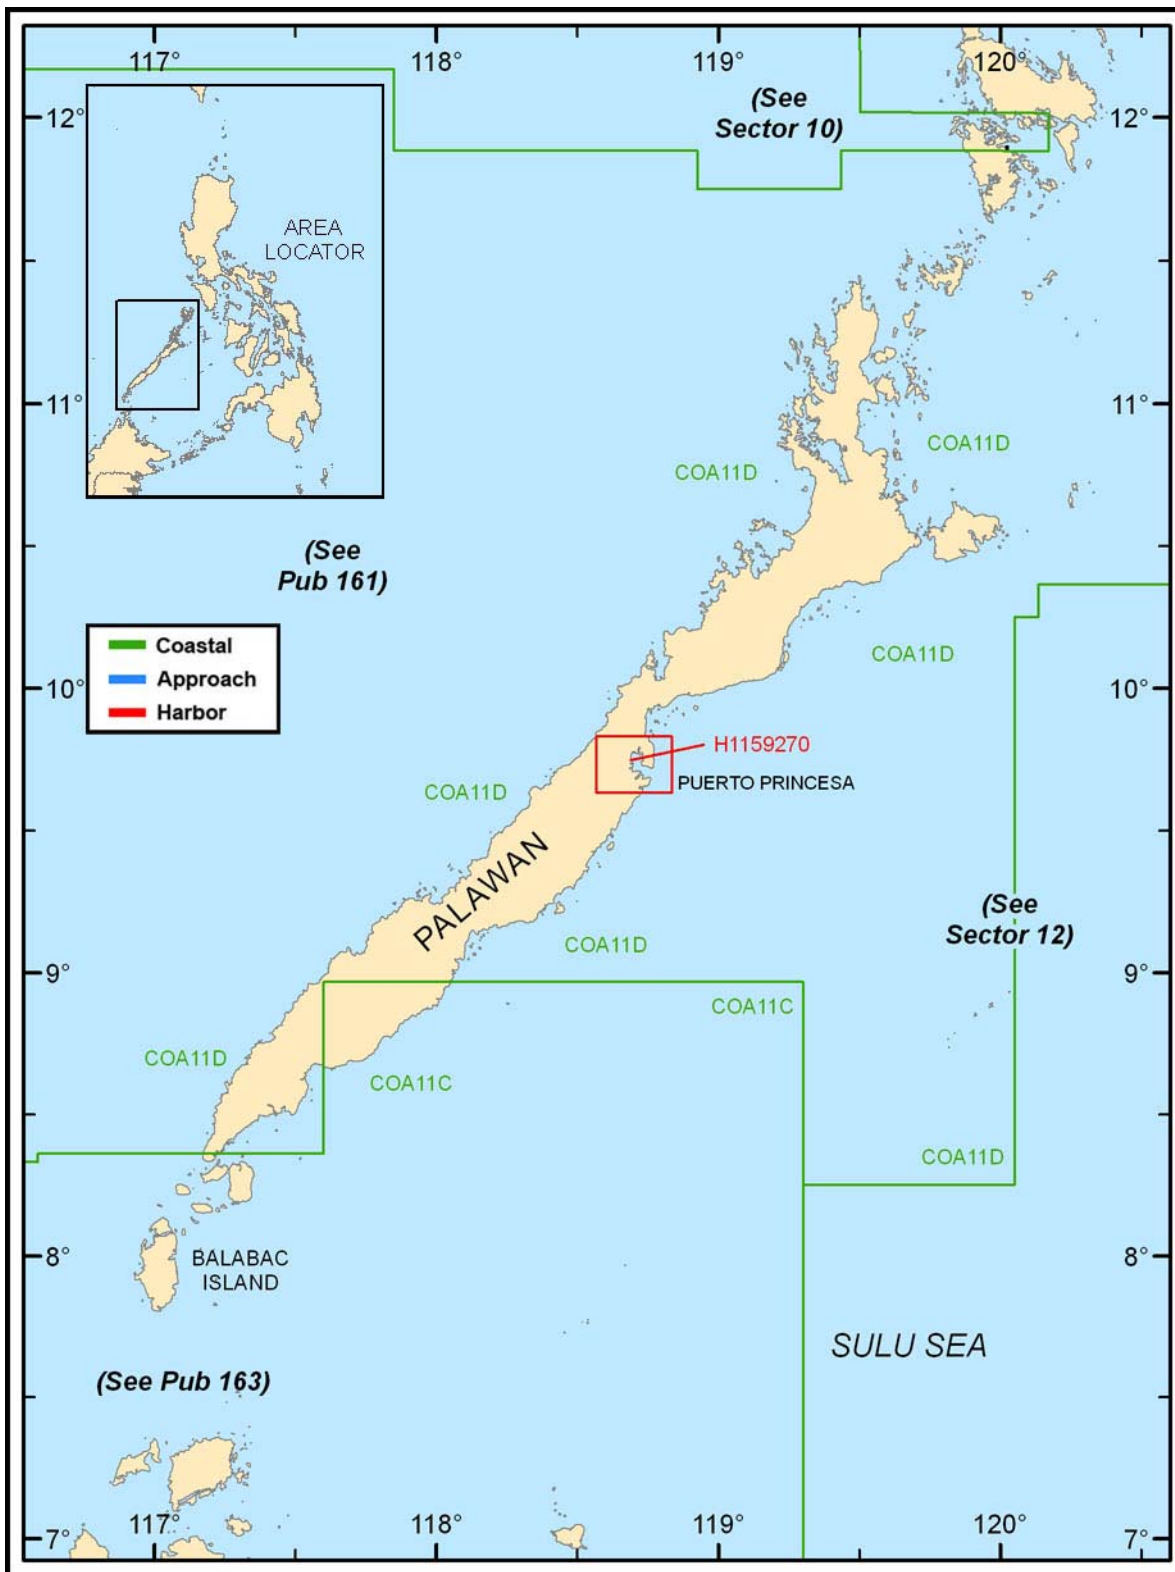 117°
118°
119°
120°
12°
12°
(See
Sector 10)
AREA
LOCATOR
11°
11°
COA11D
COA11D
(See
Pub 161)
Coastal
Approach
Harbor
COA11D
10°
10°
H1159270
PUERTO PRINCESA
COA11D
PALAWAN
(See
Sector 12)
COA11D
9°
9°
COA11C
COA11D
COA11C
COA11D
8°
8°
BALABAC
ISLAND
SULU SEA
(See Pub 163)
7°
7°
117°
118°
119°
120°